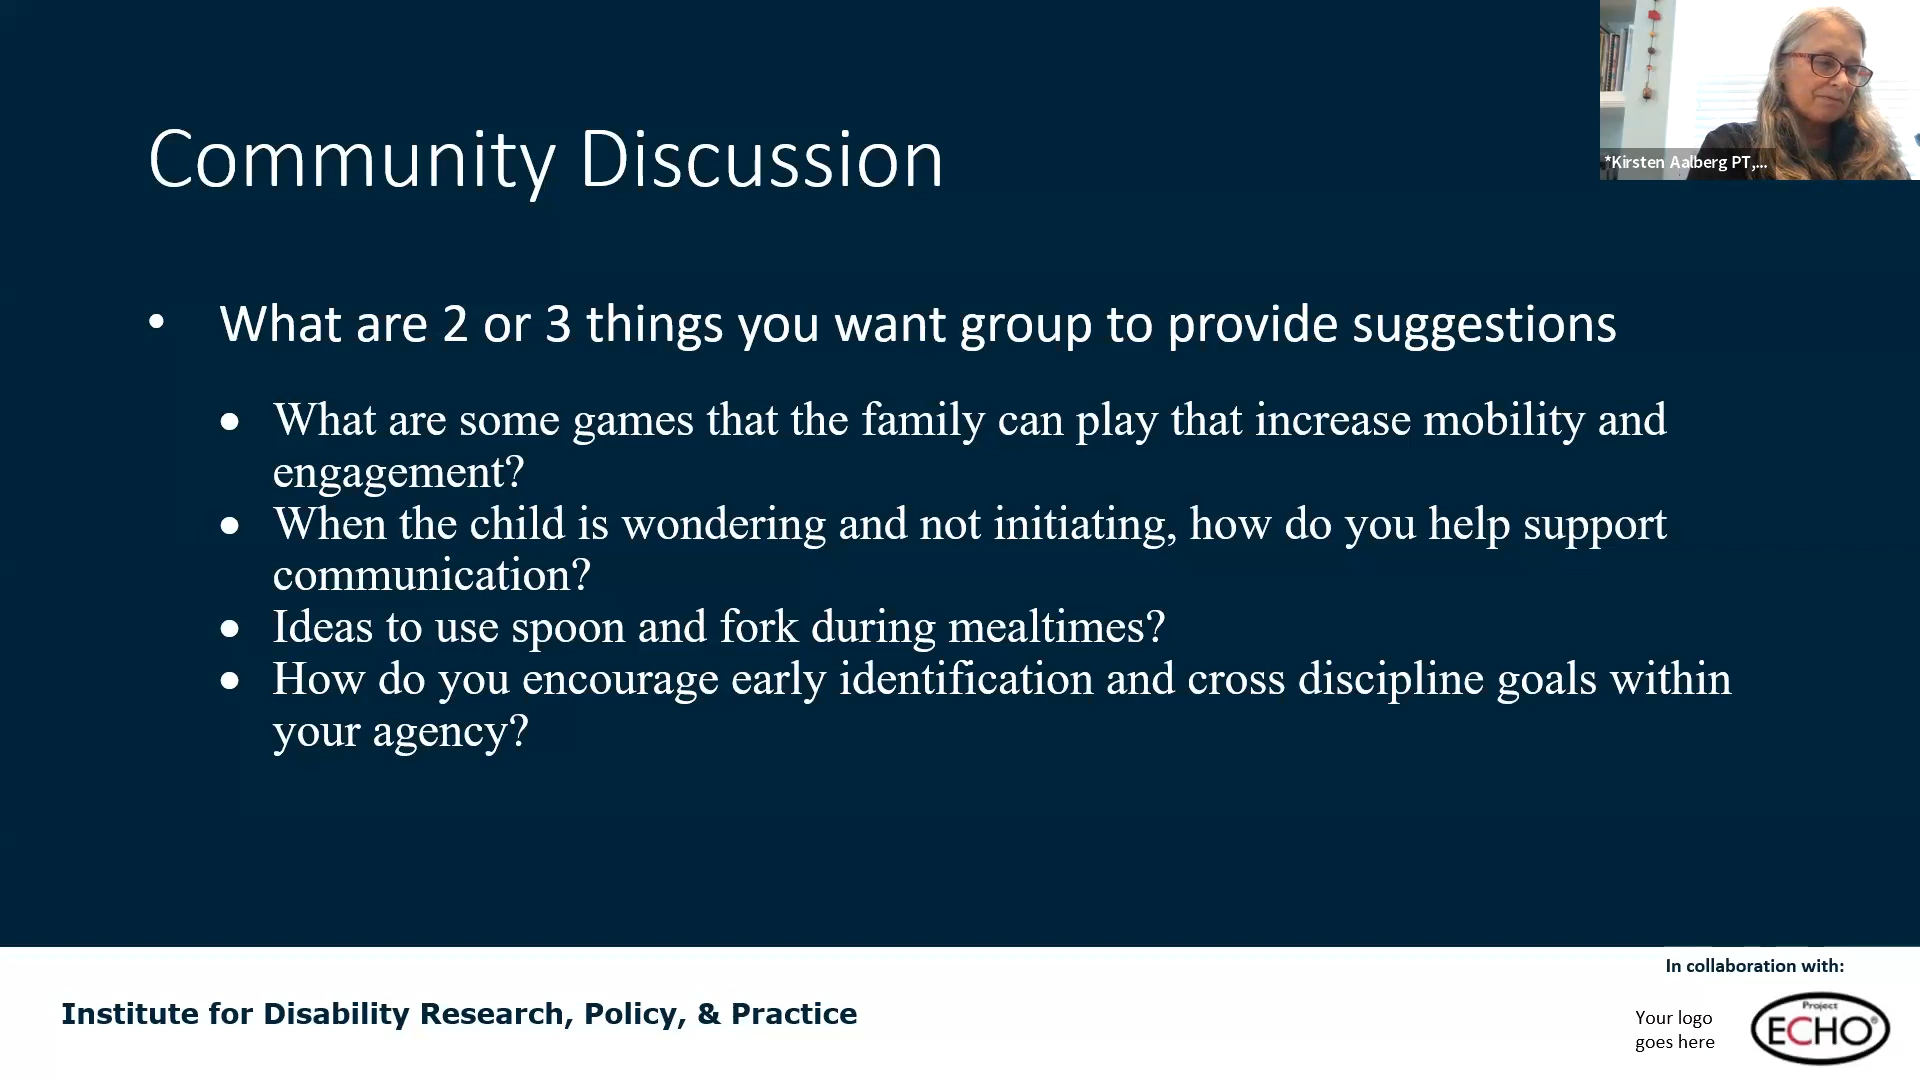 *Kirsten Aalberg PT,...
Community Discussion
• What are 2 or 3 things you want group to provide suggestions
• What are some games that the family can play that increase mobility and
engagement?
• When the child is wondering and not initiating, how do you help support
communication?
• Ideas to use spoon and fork during mealtimes?
• How do you encourage early identification and cross discipline goals within
your agency?
In collaboration with:
Institute for Disability Research, Policy, & Practice
Your logo
goes here
Project
ECHO®